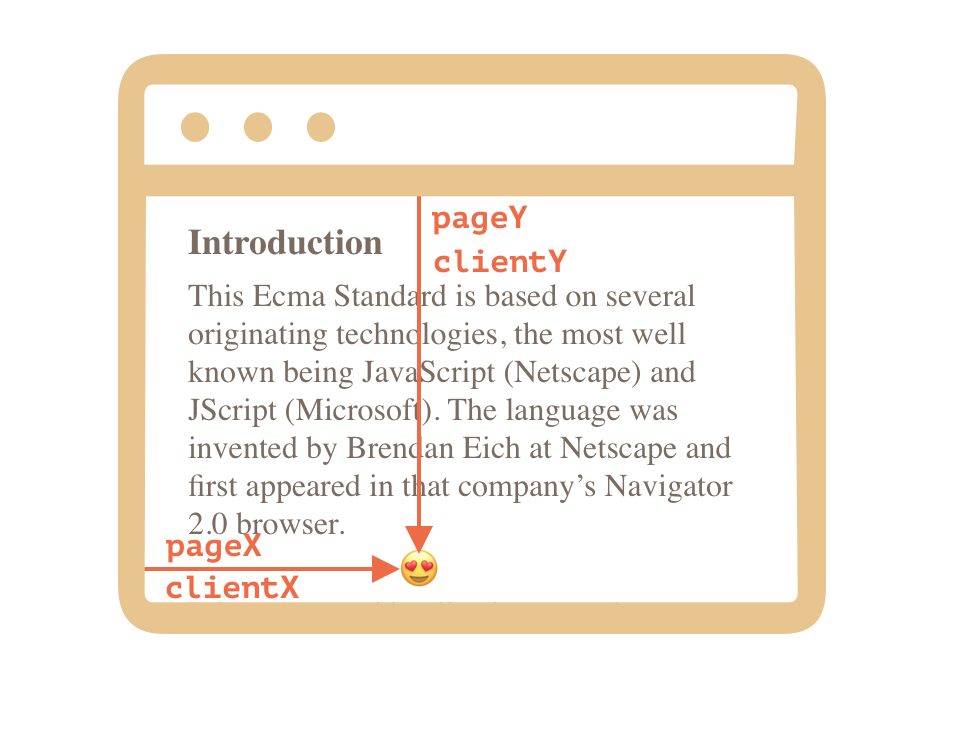 pageY
clientY
Introduction
This Ecma Standard is based on several
originating technologies, the most well
known being JavaScript (Netscape) and
JScript (Microsoft). The language was
invented by Brendan Eich at Netscape and
first appeared in that company’s Navigator
2.0 browser.
pageX
clientX